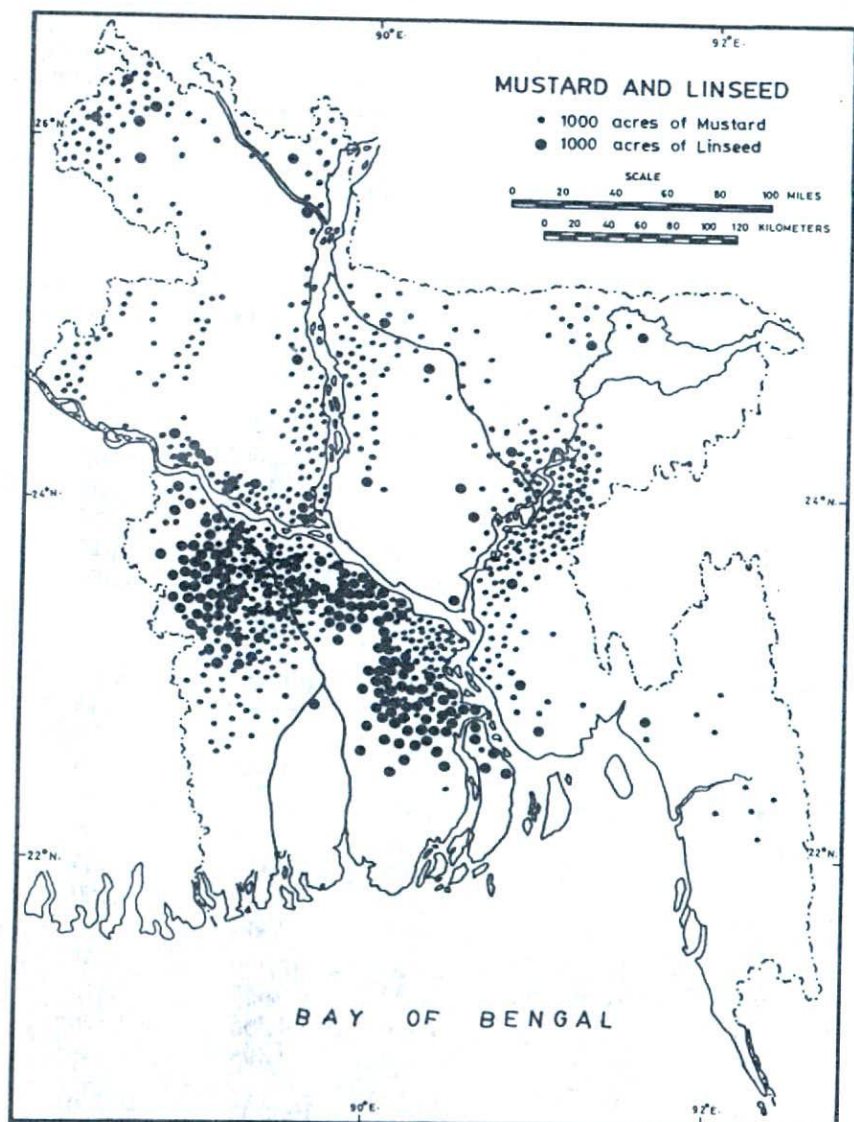 90°E.
92°E.
MUSTARD AND LINSEED
1000 acres of Mustard
1000 acres of Linseed
SCALE
0 20 40 60 80 100 MILES
0 20 40 60 80 100 120 KILOMETERS
26°N.
24°N.
24°N.
22°N.
22°N.
BAY OF BENGAL
90°E.
92°E.